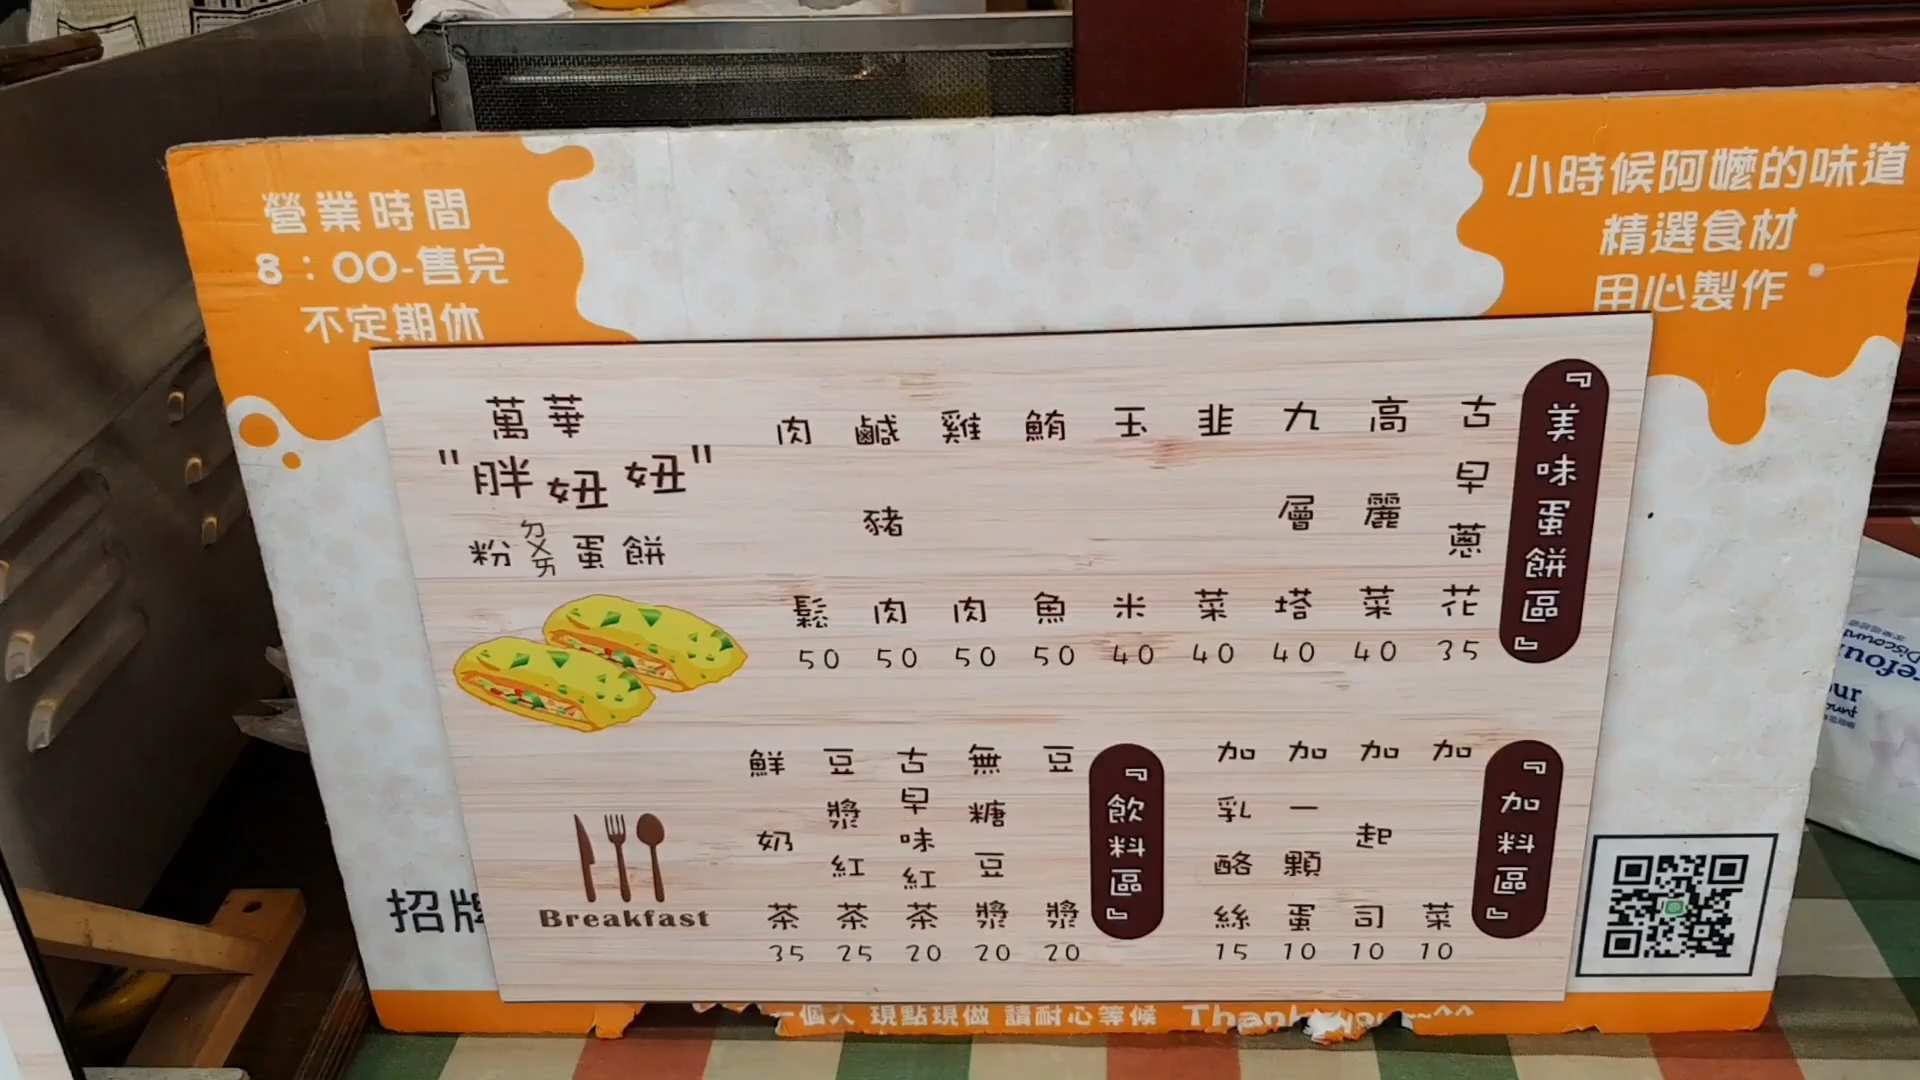 營業時間
8：00-售完
不定期休
小時候阿嬤的味道
精選食材
用心製作
萬華
"胖妞妞"
粉ㄉㄨㄢ蛋餅
『美味蛋餅區』
古早蔥花 35
高麗菜 40
九層塔 40
韭菜 40
玉米 40
鮪魚 50
雞肉 50
鹹豬肉 50
肉鬆 50
『加料區』
加菜 10
加起司 10
加一顆蛋 10
加乳酪絲 15
『飲料區』
豆漿 20
無糖豆漿 20
古早味紅茶 20
豆漿紅茶 25
鮮奶茶 35
Breakfast
招牌
一個人 現點現做 請耐心等候 Thank you~~^^